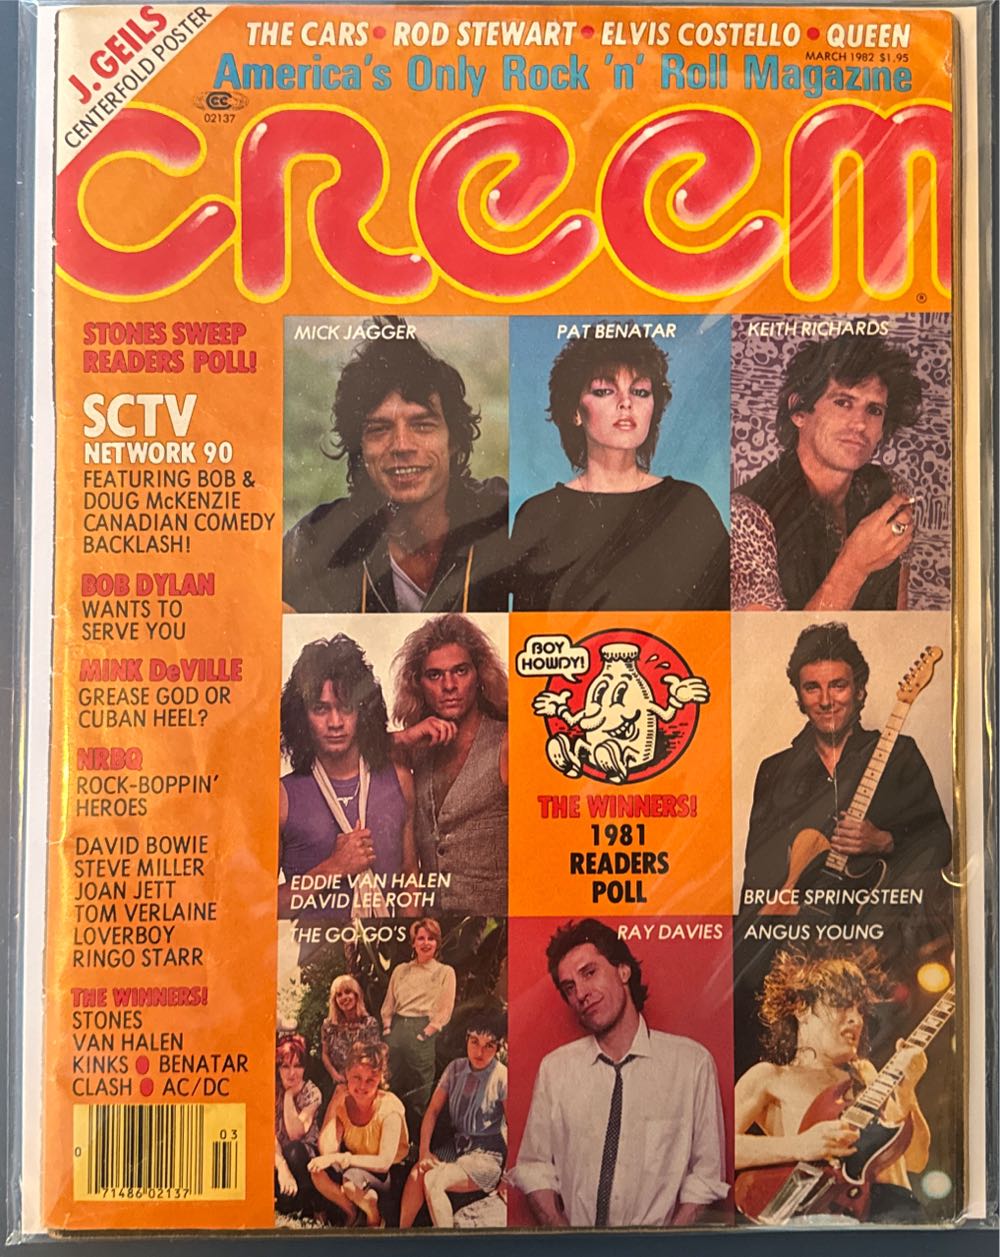 J. GEILS
CENTERFOLD POSTER
THE CARS • ROD STEWART • ELVIS COSTELLO • QUEEN
MARCH 1982 $1.95
America's Only Rock 'n' Roll Magazine
CC
02137
CREEM
®
STONES SWEEP
READERS POLL!
SCTV
NETWORK 90
FEATURING BOB &
DOUG McKENZIE
CANADIAN COMEDY
BACKLASH!
BOB DYLAN
WANTS TO
SERVE YOU
MINK DeVILLE
GREASE GOD OR
CUBAN HEEL?
NRBQ
ROCK-BOPPIN'
HEROES
DAVID BOWIE
STEVE MILLER
JOAN JETT
TOM VERLAINE
LOVERBOY
RINGO STARR
THE WINNERS!
STONES
VAN HALEN
KINKS • BENATAR
CLASH • AC/DC
0
03
71486 02137
MICK JAGGER
PAT BENATAR
KEITH RICHARDS
EDDIE VAN HALEN
DAVID LEE ROTH
BOY
HOWDY!
THE WINNERS!
1981
READERS
POLL
BRUCE SPRINGSTEEN
THE GO-GO'S
RAY DAVIES
ANGUS YOUNG